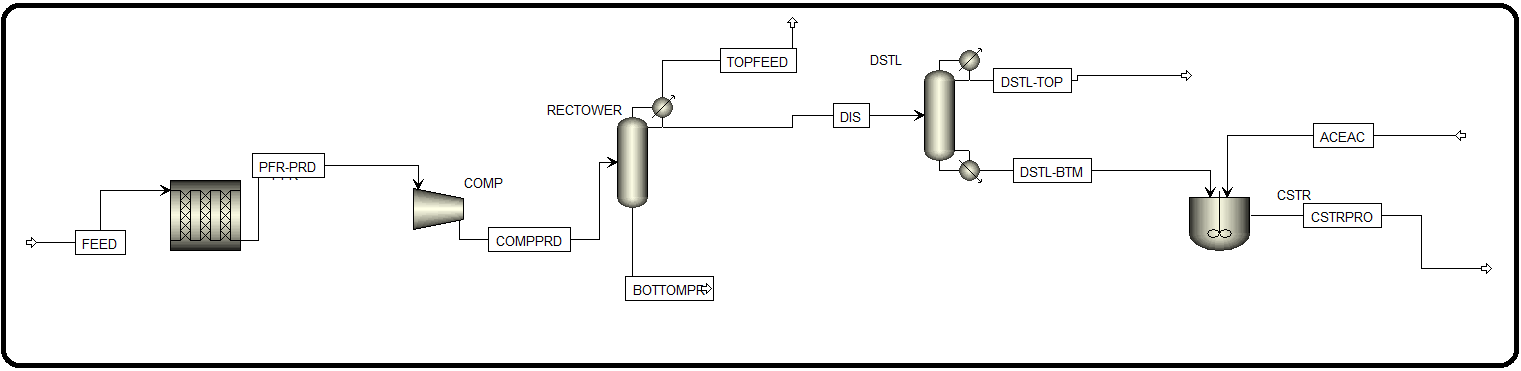 TOPFEED
DSTL
DSTL-TOP
RECTOWER
DIS
ACEAC
PFR-PRD
DSTL-BTM
COMP
CSTR
CSTRPRO
FEED
COMPPRD
BOTTOMPR